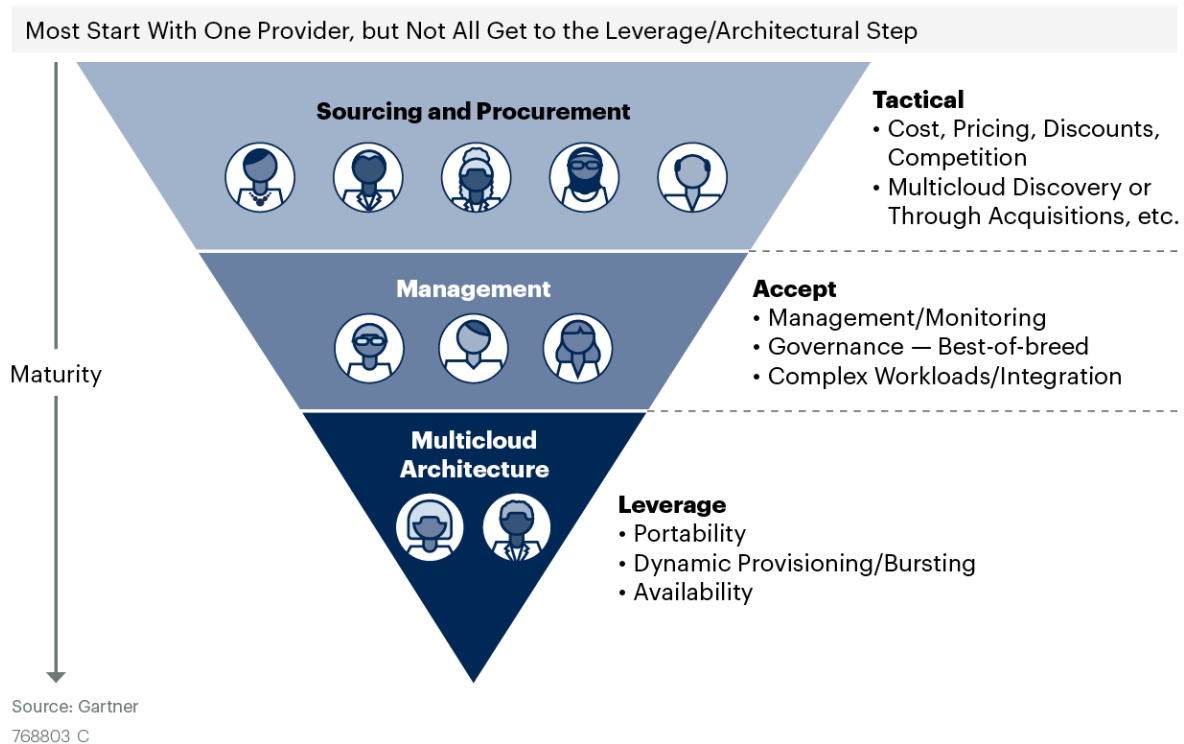 Most Start With One Provider, but Not All Get to the Leverage/Architectural Step
Sourcing and Procurement
Tactical
• Cost, Pricing, Discounts,
Competition
• Multicloud Discovery or
Through Acquisitions, etc.
Management
Accept
• Management/Monitoring
• Governance — Best-of-breed
• Complex Workloads/Integration
Maturity
Multicloud
Architecture
Leverage
• Portability
• Dynamic Provisioning/Bursting
• Availability
Source: Gartner
768803 C